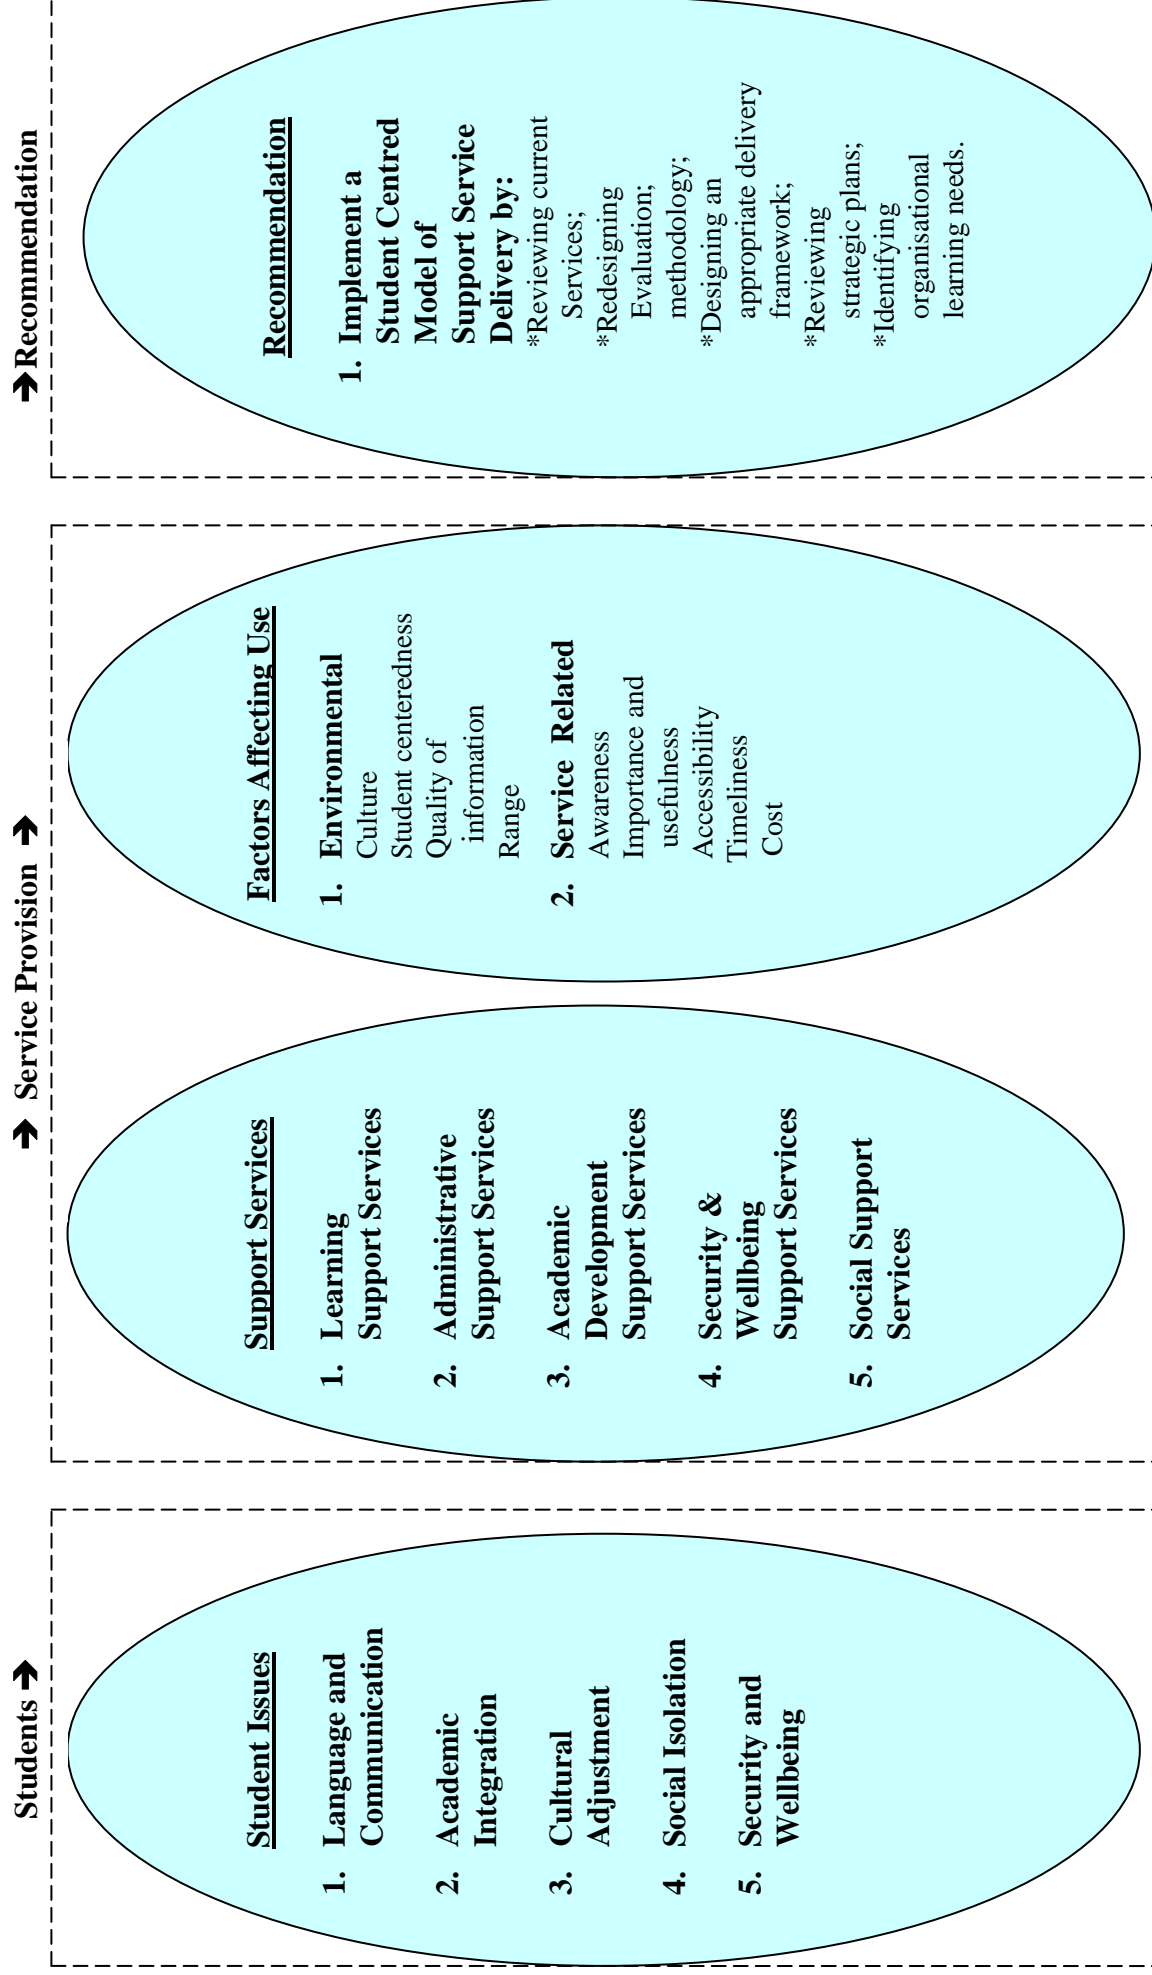 Students ➔
➔ Service Provision ➔
➔Recommendation
Student Issues
1. Language and
Communication
2. Academic
Integration
3. Cultural
Adjustment
4. Social Isolation
5. Security and
Wellbeing
Support Services
1. Learning
Support Services
2. Administrative
Support Services
3. Academic
Development
Support Services
4. Security &
Wellbeing
Support Services
5. Social Support
Services
Factors Affecting Use
1. Environmental
Culture
Student centeredness
Quality of
information
Range
2. Service Related
Awareness
Importance and
usefulness
Accessibility
Timeliness
Cost
Recommendation
1. Implement a
Student Centred
Model of
Support Service
Delivery by:
*Reviewing current
Services;
*Redesigning
Evaluation;
methodology;
*Designing an
appropriate delivery
framework;
*Reviewing
strategic plans;
*Identifying
organisational
learning needs.